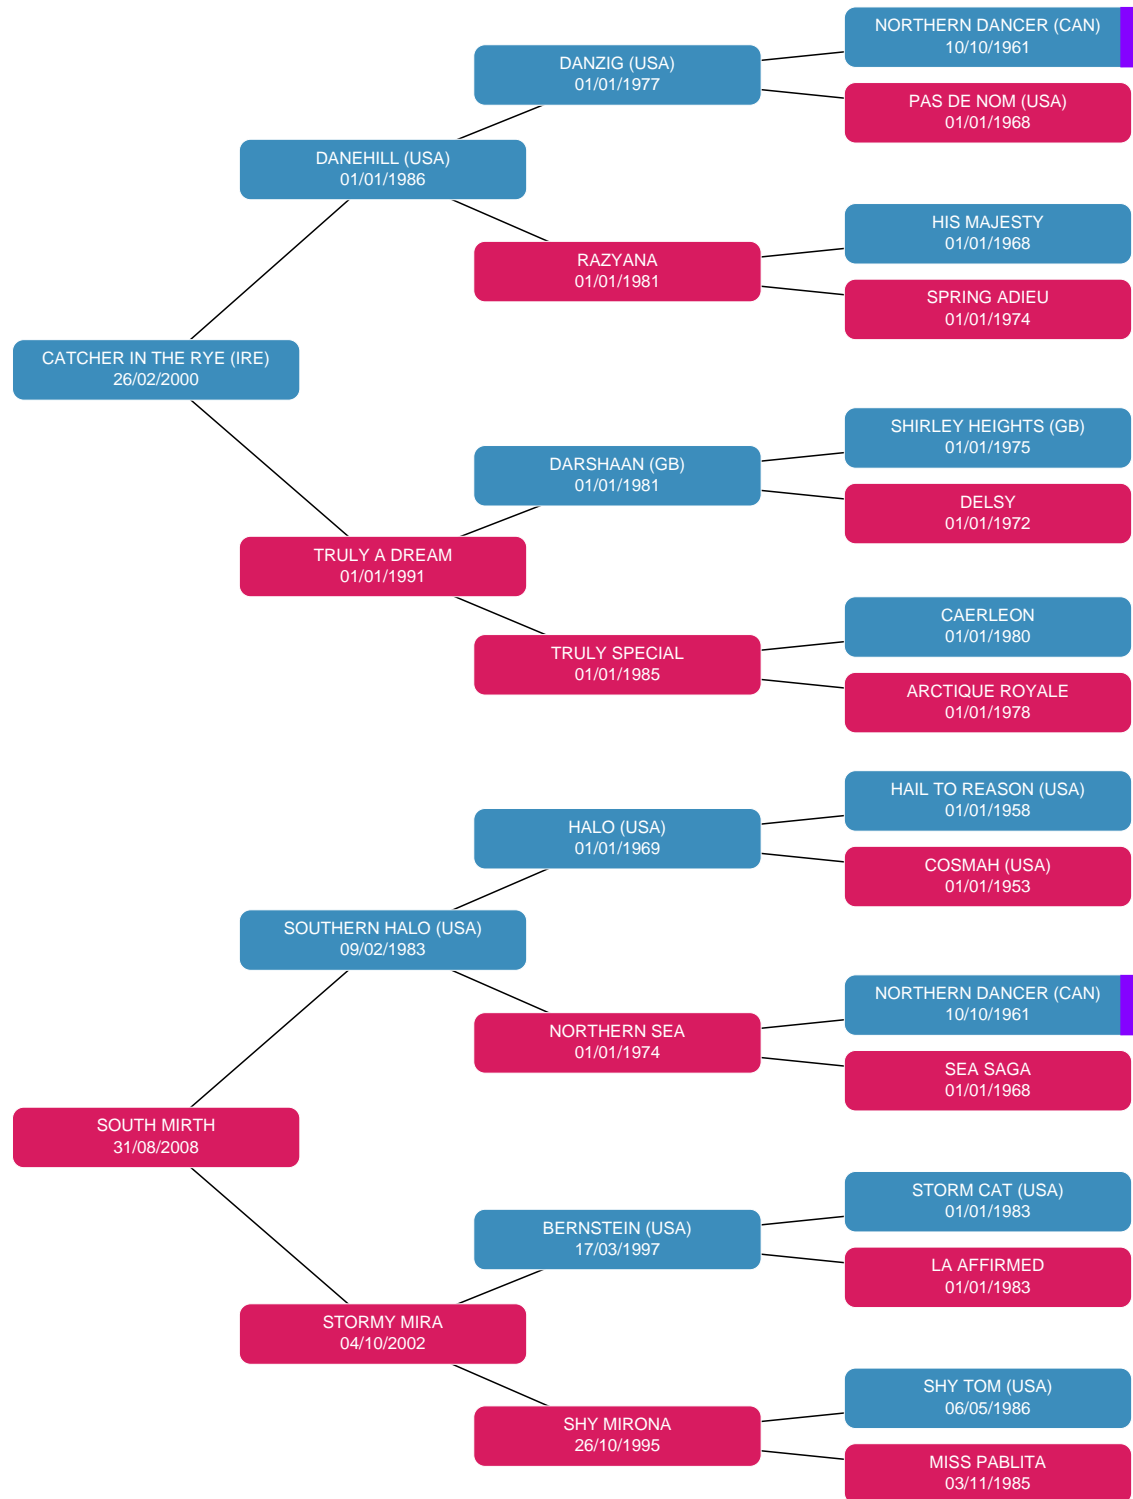 NORTHERN DANCER (CAN)
10/10/1961
DANZIG (USA)
01/01/1977
PAS DE NOM (USA)
01/01/1968
DANEHILL (USA)
01/01/1986
HIS MAJESTY
01/01/1968
RAZYANA
01/01/1981
SPRING ADIEU
01/01/1974
CATCHER IN THE RYE (IRE)
26/02/2000
SHIRLEY HEIGHTS (GB)
01/01/1975
DARSHAAN (GB)
01/01/1981
DELSY
01/01/1972
TRULY A DREAM
01/01/1991
CAERLEON
01/01/1980
TRULY SPECIAL
01/01/1985
ARCTIQUE ROYALE
01/01/1978
HAIL TO REASON (USA)
01/01/1958
HALO (USA)
01/01/1969
COSMAH (USA)
01/01/1953
SOUTHERN HALO (USA)
09/02/1983
NORTHERN DANCER (CAN)
10/10/1961
NORTHERN SEA
01/01/1974
SEA SAGA
01/01/1968
SOUTH MIRTH
31/08/2008
STORM CAT (USA)
01/01/1983
BERNSTEIN (USA)
17/03/1997
LA AFFIRMED
01/01/1983
STORMY MIRA
04/10/2002
SHY TOM (USA)
06/05/1986
SHY MIRONA
26/10/1995
MISS PABLITA
03/11/1985